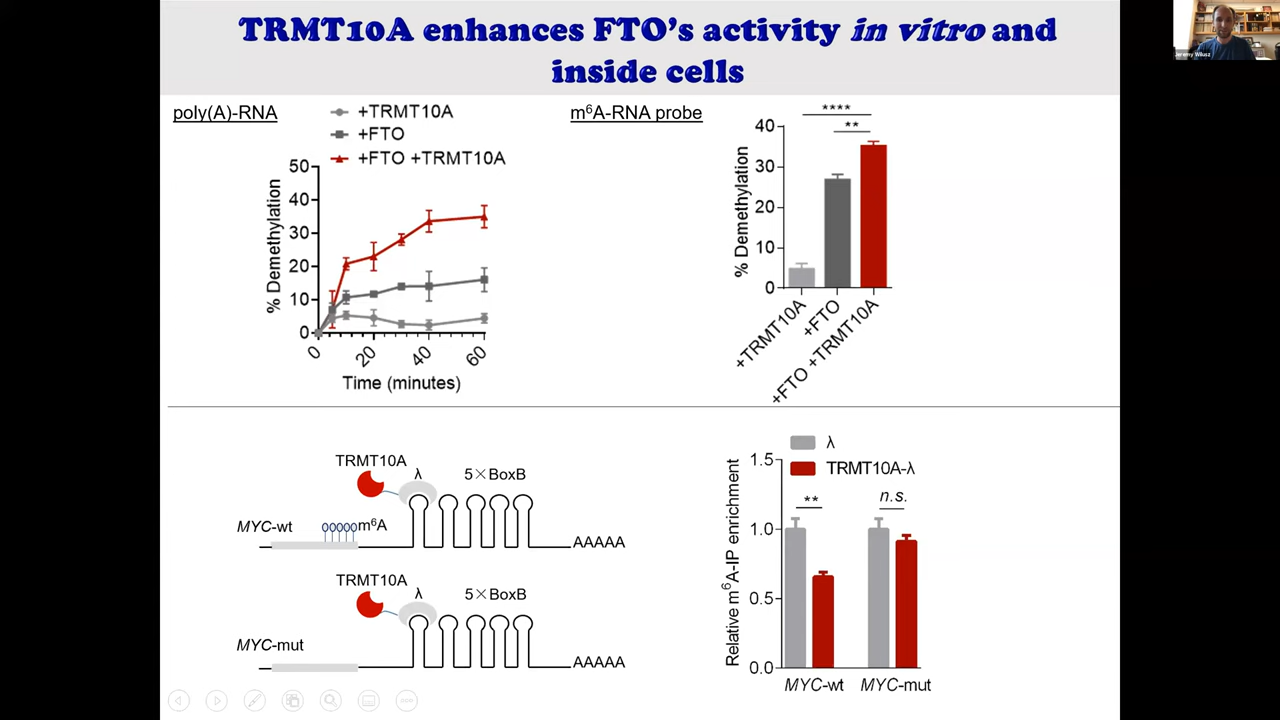 TRMT10A enhances FTO's activity in vitro and
inside cells
Jeremy Wilusz
poly(A)-RNA
+TRMT10A
+FTO
+FTO +TRMT10A
% Demethylation
50
40
30
20
10
0
0
20
40
60
Time (minutes)
m⁶A-RNA probe
****
**
% Demethylation
40
30
20
10
0
+TRMT10A
+FTO
+FTO +TRMT10A
TRMT10A
λ
5×BoxB
MYC-wt
m⁶A
AAAAA
TRMT10A
λ
5×BoxB
MYC-mut
AAAAA
λ
TRMT10A-λ
Relative m⁶A-IP enrichment
1.5
1.0
0.5
0.0
**
n.s.
MYC-wt
MYC-mut